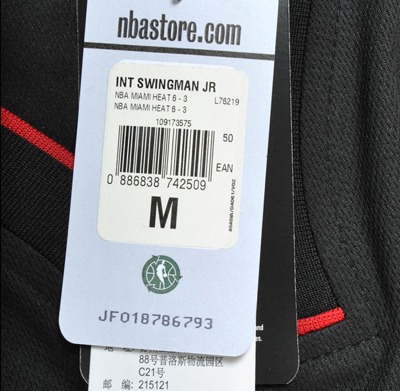 nbastore.com
INT SWINGMAN JR
NBA MIAMI HEAT 6 - 3 L76219
NBA MIAMI HEAT 6 - 3
109173575
50
EAN
0 886838 742509
M
JF018786793
88号普洛斯物流园区
C21号
邮 编: 215121